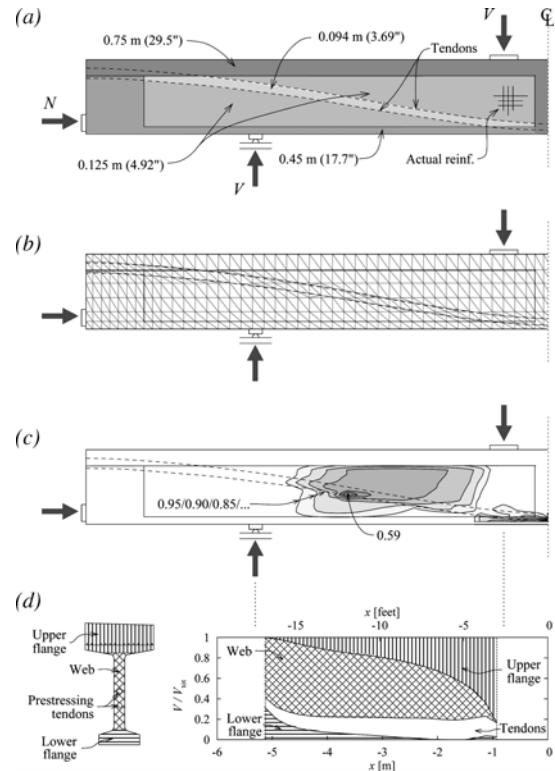 (a)
0.75 m (29.5")
0.094 m (3.69")
V
℄
Tendons
N
0.125 m (4.92")
V
0.45 m (17.7")
Actual reinf.
(b)
(c)
0.95/0.90/0.85/...
0.59
(d)
Upper
flange
Web
Prestressing
tendons
Lower
flange
x [feet]
-15 -10 -5
V / Vtot
1
0.8
0.6
0.4
0.2
0
Web
Upper
flange
Lower
flange
Tendons
-6 -5 -4 -3 -2 -1 0
x [m]